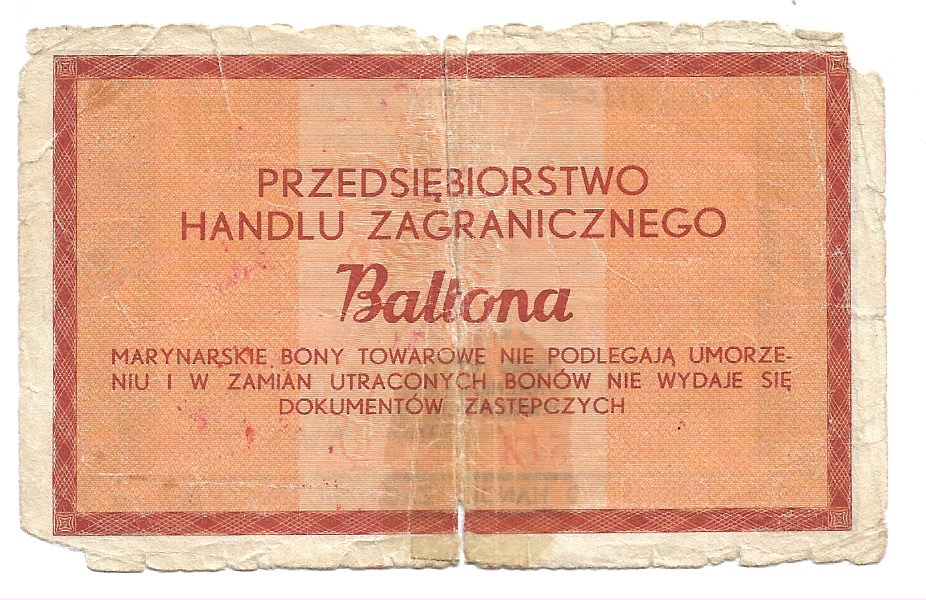 PRZEDSIĘBIORSTWO
HANDLU ZAGRANICZNEGO
Baltona
MARYNARSKIE BONY TOWAROWE NIE PODLEGAJĄ UMORZE-
NIU I W ZAMIAN UTRACONYCH BONÓW NIE WYDAJE SIĘ
DOKUMENTÓW ZASTĘPCZYCH